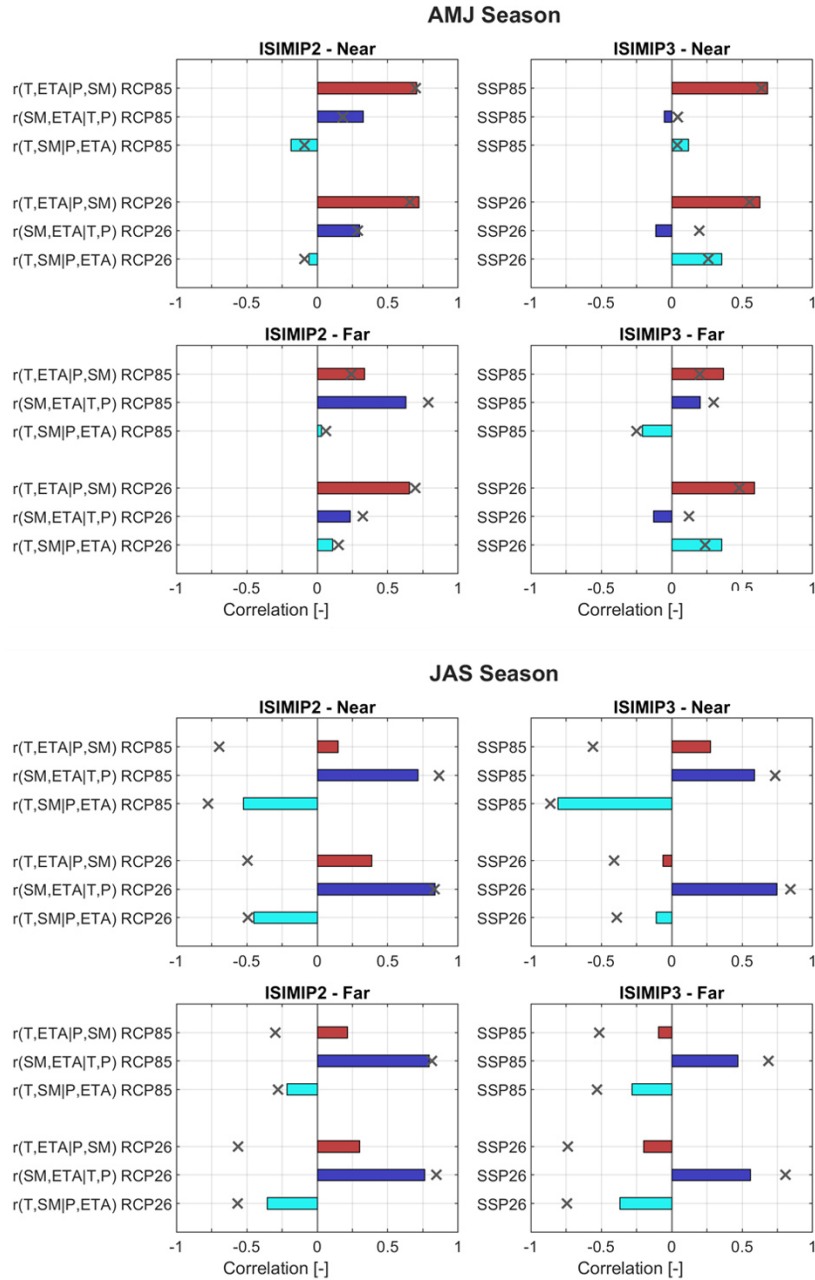 AMJ Season
ISIMIP2 - Near
ISIMIP3 - Near
r(T,ETA|P,SM) RCP85
SSP85
r(SM,ETA|T,P) RCP85
SSP85
r(T,SM|P,ETA) RCP85
SSP85
r(T,ETA|P,SM) RCP26
SSP26
r(SM,ETA|T,P) RCP26
SSP26
r(T,SM|P,ETA) RCP26
SSP26
-1 -0.5 0 0.5 1
-1 -0.5 0 0.5 1
ISIMIP2 - Far
ISIMIP3 - Far
r(T,ETA|P,SM) RCP85
SSP85
r(SM,ETA|T,P) RCP85
SSP85
r(T,SM|P,ETA) RCP85
SSP85
r(T,ETA|P,SM) RCP26
SSP26
r(SM,ETA|T,P) RCP26
SSP26
r(T,SM|P,ETA) RCP26
SSP26
-1 -0.5 0 0.5 1
-1 -0.5 0 0.5 1
Correlation [-]
Correlation [-]
JAS Season
ISIMIP2 - Near
ISIMIP3 - Near
r(T,ETA|P,SM) RCP85
SSP85
r(SM,ETA|T,P) RCP85
SSP85
r(T,SM|P,ETA) RCP85
SSP85
r(T,ETA|P,SM) RCP26
SSP26
r(SM,ETA|T,P) RCP26
SSP26
r(T,SM|P,ETA) RCP26
SSP26
-1 -0.5 0 0.5 1
-1 -0.5 0 0.5 1
ISIMIP2 - Far
ISIMIP3 - Far
r(T,ETA|P,SM) RCP85
SSP85
r(SM,ETA|T,P) RCP85
SSP85
r(T,SM|P,ETA) RCP85
SSP85
r(T,ETA|P,SM) RCP26
SSP26
r(SM,ETA|T,P) RCP26
SSP26
r(T,SM|P,ETA) RCP26
SSP26
-1 -0.5 0 0.5 1
-1 -0.5 0 0.5 1
Correlation [-]
Correlation [-]